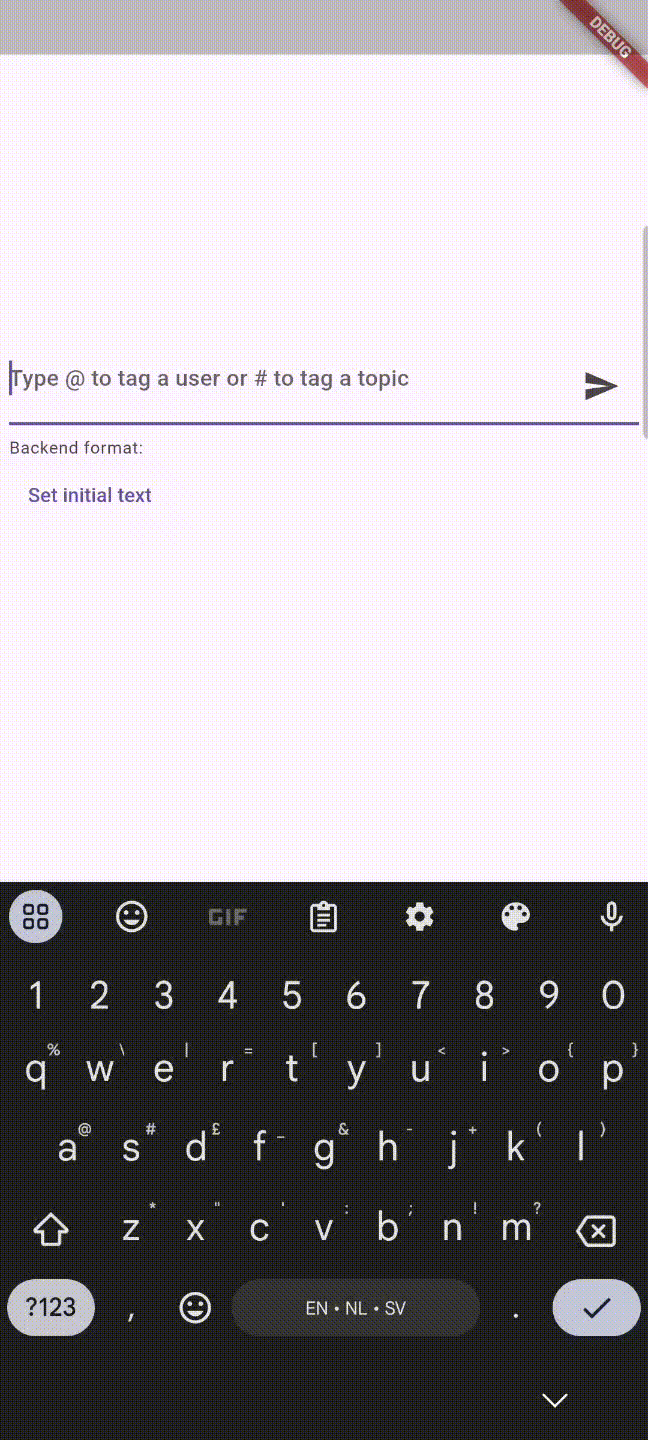 DEBUG
Type @ to tag a user or # to tag a topic
Backend format:
Set initial text
GIF
1 2 3 4 5 6 7 8 9 0
q% w\ e| r= t[ y] u< i> o{ p}
a@ s# d£ f_ g& h- j+ k( l)
z* x" c' v: b; n! m?
?123 , EN • NL • SV .